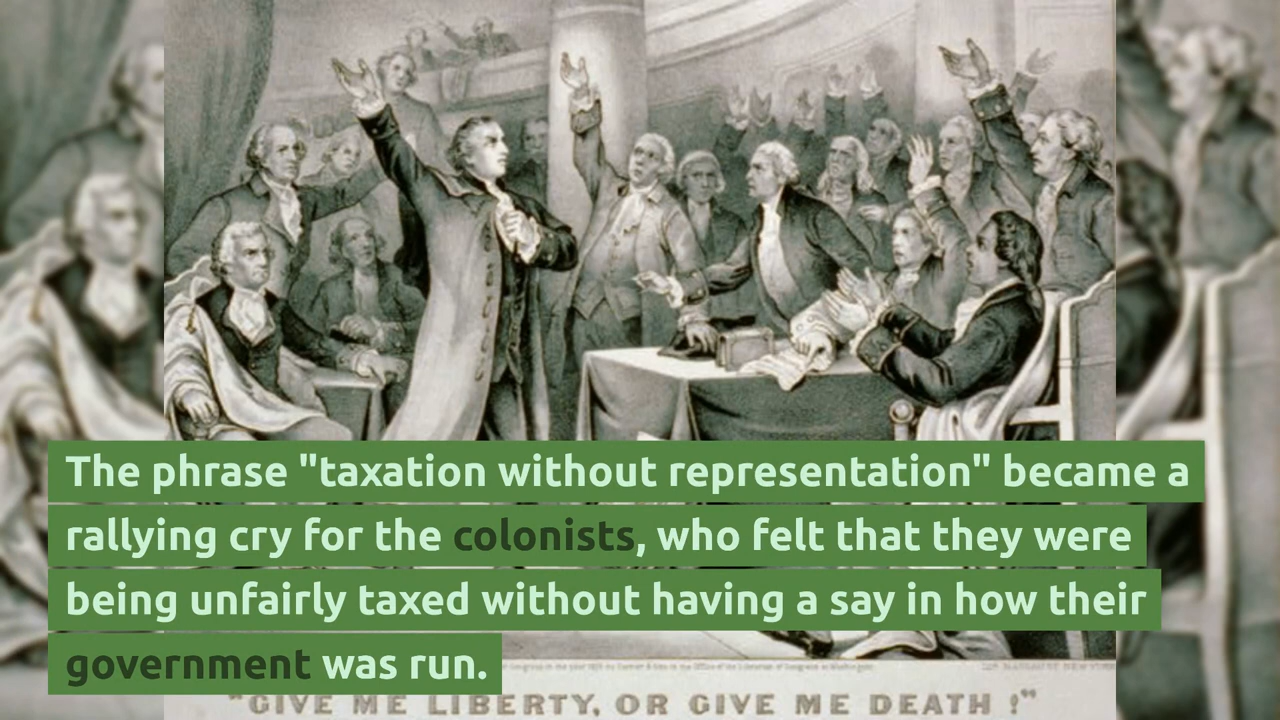 The phrase "taxation without representation" became a
rallying cry for the colonists, who felt that they were
being unfairly taxed without having a say in how their
government was run.
"GIVE ME LIBERTY, OR GIVE ME DEATH !"